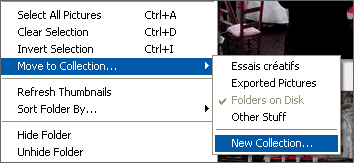 Select All Pictures Ctrl+A
Clear Selection Ctrl+D
Invert Selection Ctrl+I
Move to Collection...
Refresh Thumbnails
Sort Folder By...
Hide Folder
Unhide Folder
Essais créatifs
Exported Pictures
Folders on Disk
Other Stuff
New Collection...